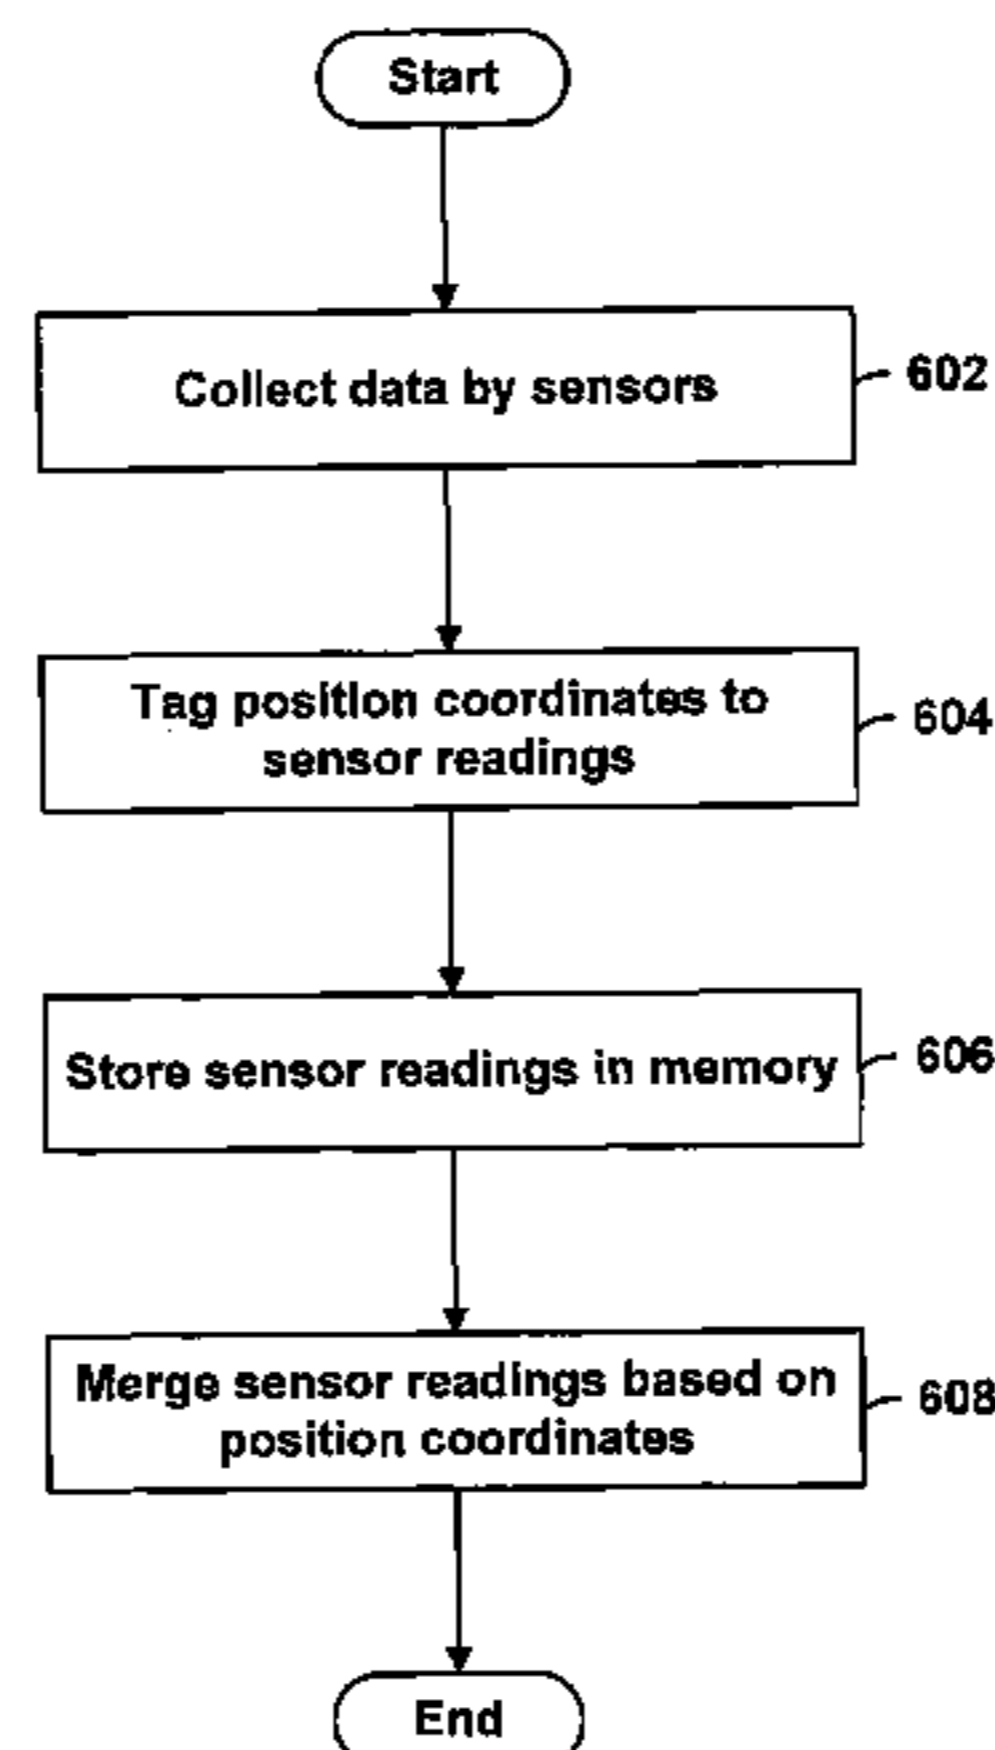 Start
Collect data by sensors
602
Tag position coordinates to
sensor readings
604
Store sensor readings in memory
606
Merge sensor readings based on
position coordinates
608
End